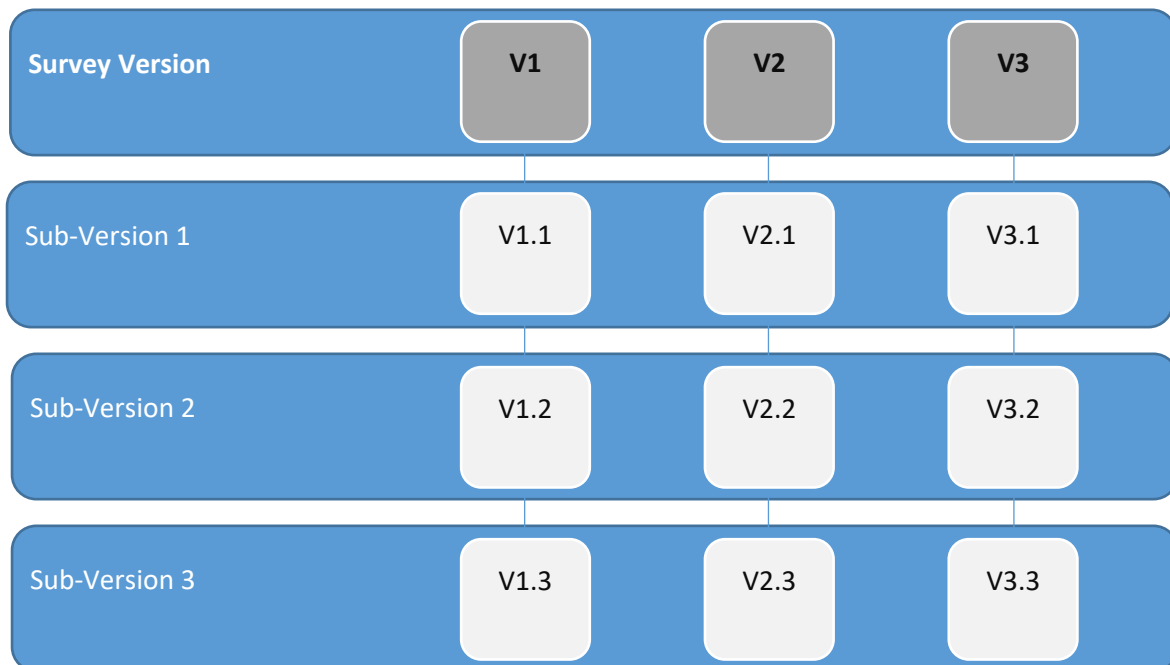 Survey Version V1 V2 V3
Sub-Version 1 V1.1 V2.1 V3.1
Sub-Version 2 V1.2 V2.2 V3.2
Sub-Version 3 V1.3 V2.3 V3.3